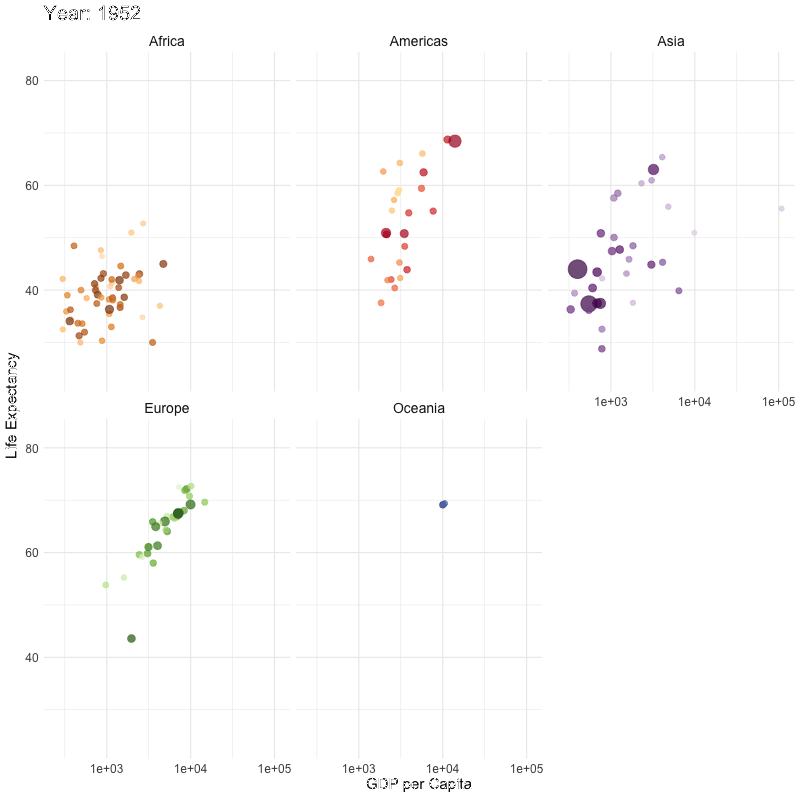 Year: 1952
Africa
Americas
Asia
80
60
40
1e+03
1e+04
1e+05
Life Expectancy
Europe
Oceania
80
60
40
1e+03
1e+04
1e+05
1e+03
1e+04
1e+05
GDP per Capita